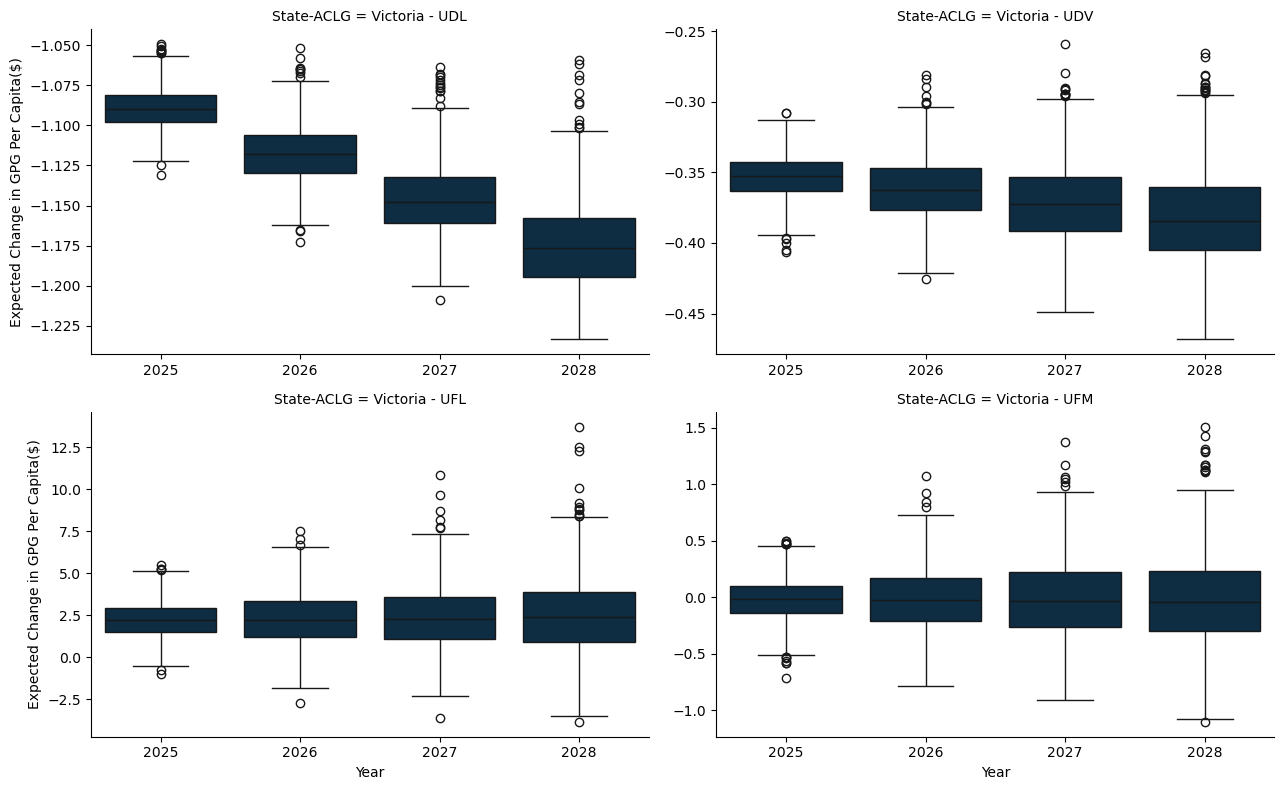 State-ACLG = Victoria - UDL
Expected Change in GPG Per Capita($)
−1.050
−1.075
−1.100
−1.125
−1.150
−1.175
−1.200
−1.225
2025 2026 2027 2028
State-ACLG = Victoria - UDV
−0.25
−0.30
−0.35
−0.40
−0.45
2025 2026 2027 2028
State-ACLG = Victoria - UFL
Expected Change in GPG Per Capita($)
12.5
10.0
7.5
5.0
2.5
0.0
−2.5
2025 2026 2027 2028
Year
State-ACLG = Victoria - UFM
1.5
1.0
0.5
0.0
−0.5
−1.0
2025 2026 2027 2028
Year